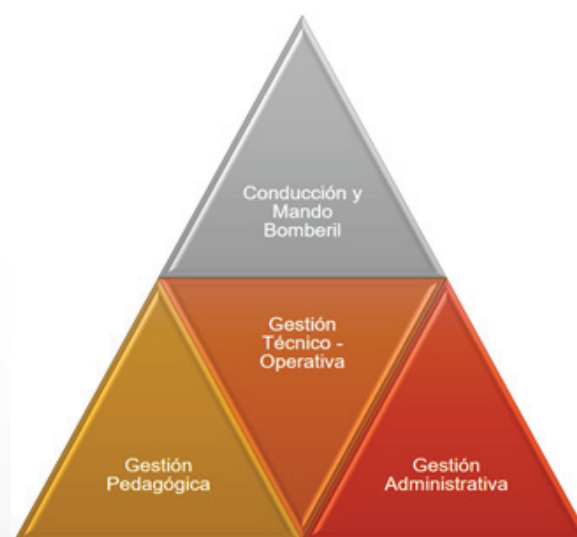 Conducción y
Mando
Bomberil
Gestión
Técnico -
Operativa
Gestión
Pedagógica
Gestión
Administrativa